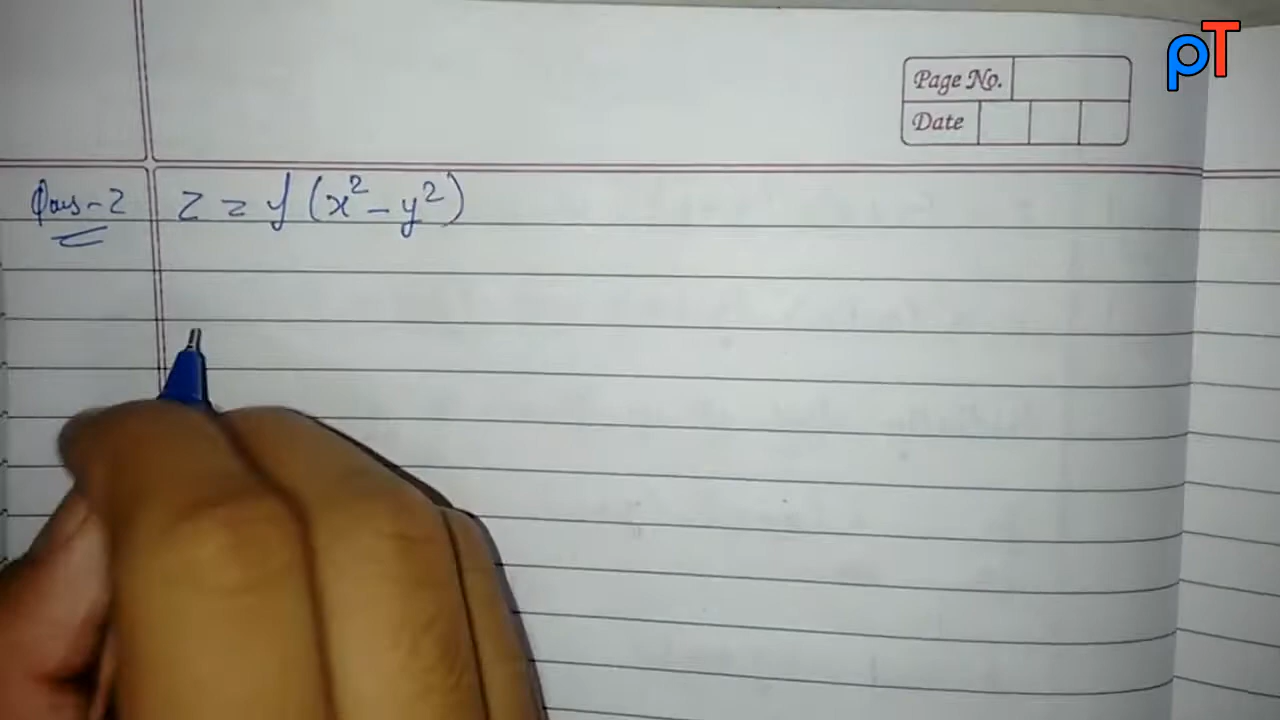 Page No.
Date
pT
Ques-2 z = f(x²-y²)